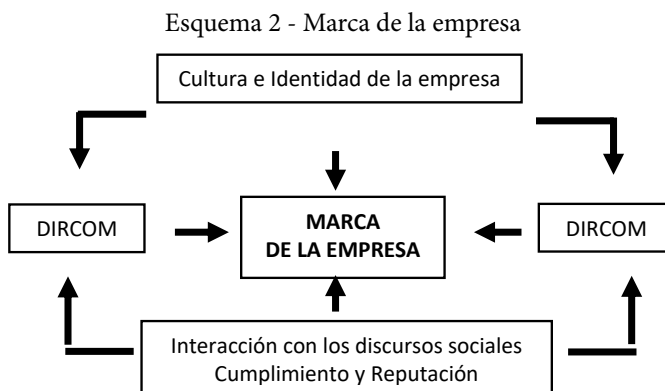 Esquema 2 - Marca de la empresa
Cultura e Identidad de la empresa
DIRCOM
MARCA
DE LA EMPRESA
DIRCOM
Interacción con los discursos sociales
Cumplimiento y Reputación